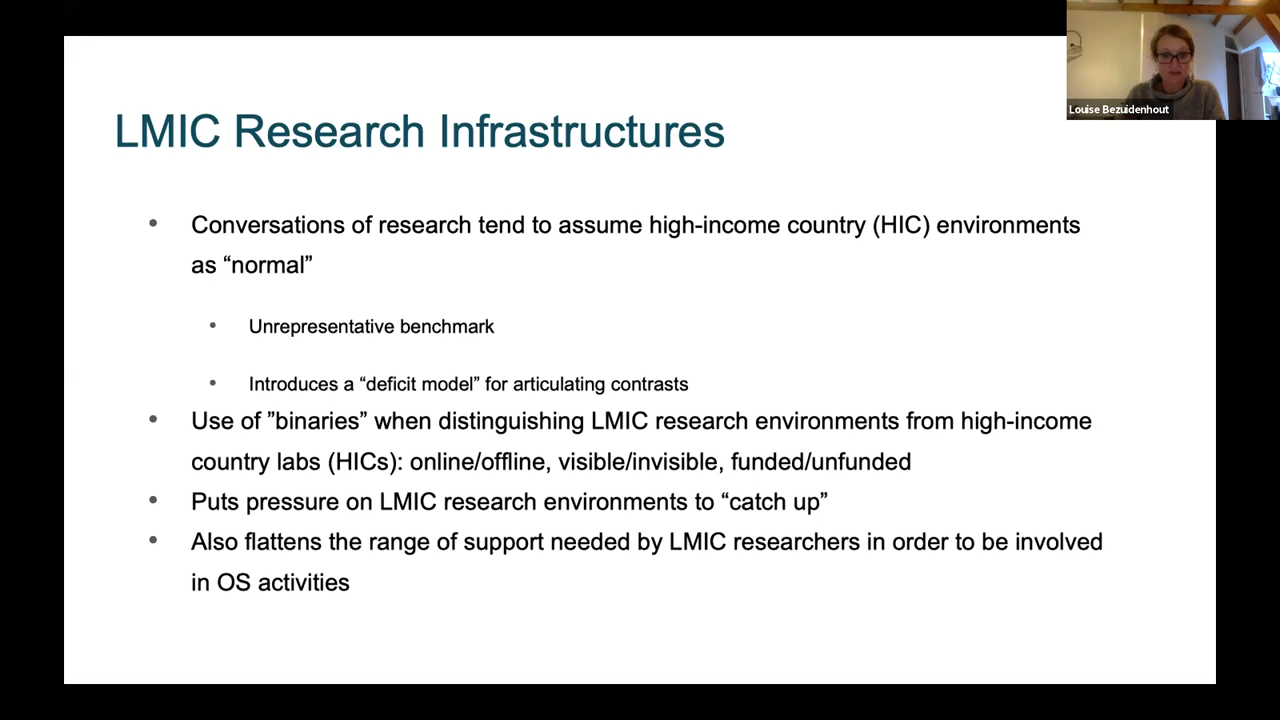 Louise Bezuidenhout
LMIC Research Infrastructures
• Conversations of research tend to assume high-income country (HIC) environments
as “normal”
• Unrepresentative benchmark
• Introduces a “deficit model” for articulating contrasts
• Use of ”binaries” when distinguishing LMIC research environments from high-income
country labs (HICs): online/offline, visible/invisible, funded/unfunded
• Puts pressure on LMIC research environments to “catch up”
• Also flattens the range of support needed by LMIC researchers in order to be involved
in OS activities